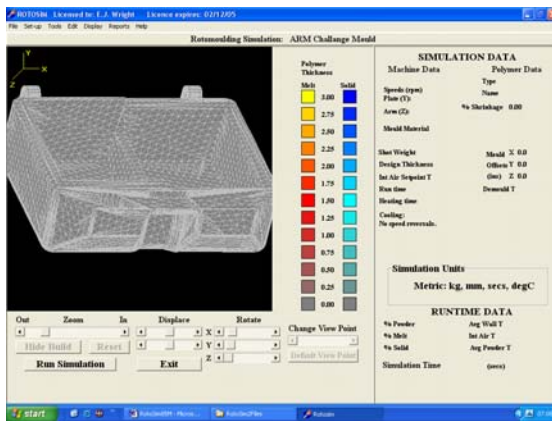 ROTOSIM Licensed to: E.J. Wright Licence expires: 02/12/05
File Set-up Tools Edit Display Reports Help
Rotomoulding Simulation: ARM Challange Mould
Y
X
Z
Polymer
Thickness
Melt Solid
3.00
2.75
2.50
2.25
2.00
1.75
1.50
1.25
1.00
0.75
0.50
0.25
0.00
SIMULATION DATA
Machine Data Polymer Data
Type
Speeds (rpm) Name
Plate (Y):
Arm (Z): % Shrinkage 0.00
Mould Material
Shot Weight Mould X 0.0
Design Thickness Offsets Y 0.0
Int Air Setpoint T Z 0.0
Run time Demould T
Heating time
Cooling:
No speed reversals.
Simulation Units
Metric: kg, mm, secs, degC
RUNTIME DATA
% Powder Avg Wall T
% Melt Int Air T
% Solid Avg Powder T
Simulation Time (secs)
Out Zoom In Displace Rotate
X
Y
Z
Change View Point
Default View Point
Hide Build Reset
Run Simulation Exit
start Rotosim